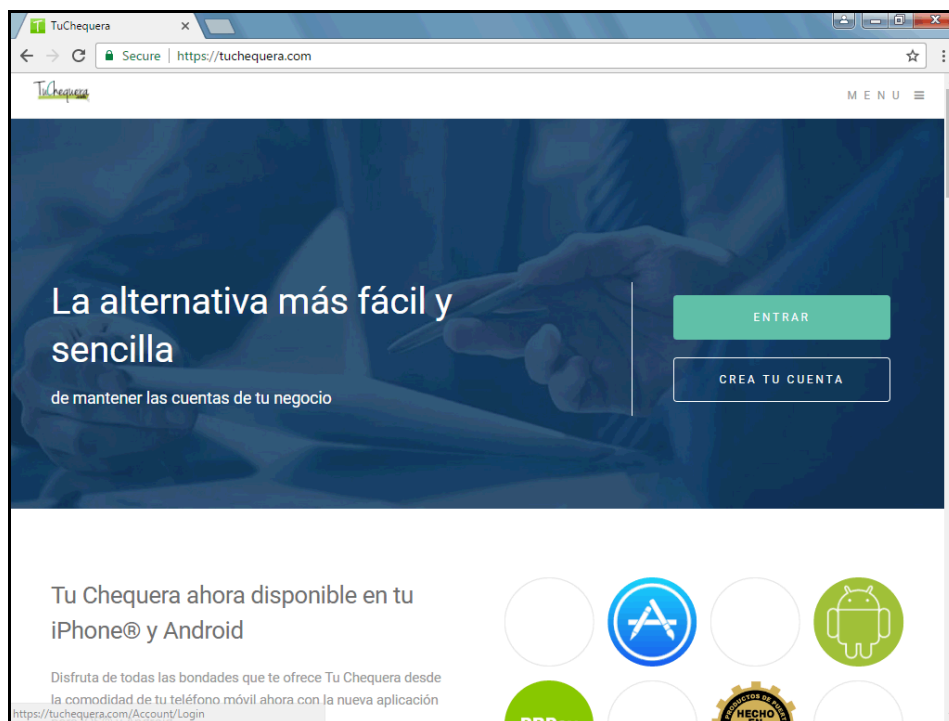 TuChequera
Secure | https://tuchequera.com
TuChequera
MENU
La alternativa más fácil y
sencilla
de mantener las cuentas de tu negocio
ENTRAR
CREA TU CUENTA
Tu Chequera ahora disponible en tu
iPhone® y Android
Disfruta de todas las bondades que te ofrece Tu Chequera desde
la comodidad de tu teléfono móvil ahora con la nueva aplicación
PRODUCTOS DE
HECHO
https://tuchequera.com/Account/Login